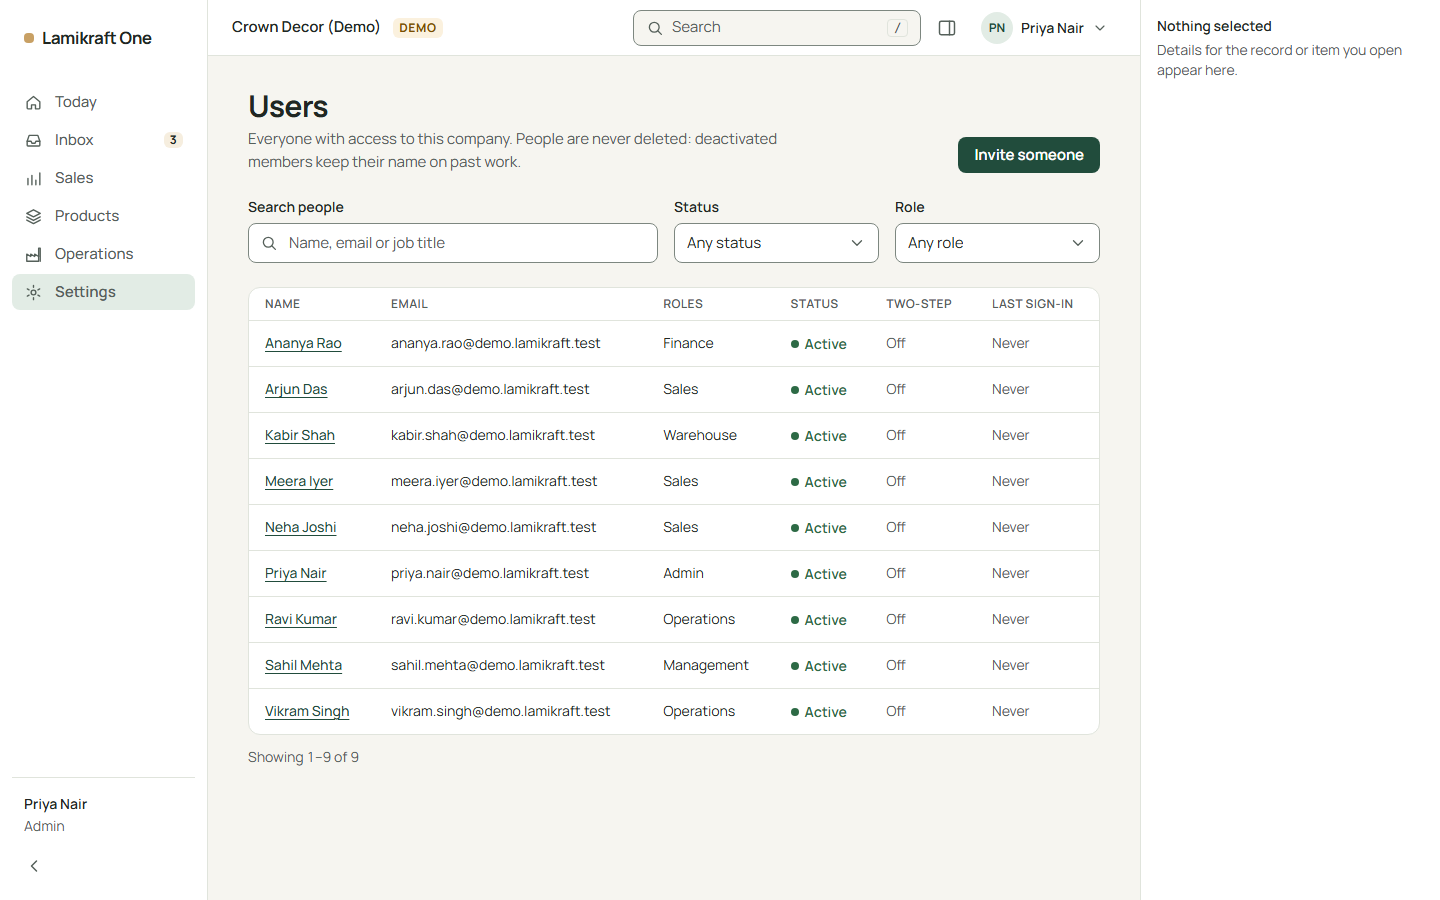 Lamikraft One
Today
Inbox 3
Sales
Products
Operations
Settings
Priya Nair
Admin
Crown Decor (Demo) DEMO
Search /
PN Priya Nair
Users
Everyone with access to this company. People are never deleted: deactivated
members keep their name on past work.
Invite someone
Search people Status Role
Name, email or job title Any status Any role
NAME EMAIL ROLES STATUS TWO-STEP LAST SIGN-IN
Ananya Rao ananya.rao@demo.lamikraft.test Finance Active Off Never
Arjun Das arjun.das@demo.lamikraft.test Sales Active Off Never
Kabir Shah kabir.shah@demo.lamikraft.test Warehouse Active Off Never
Meera Iyer meera.iyer@demo.lamikraft.test Sales Active Off Never
Neha Joshi neha.joshi@demo.lamikraft.test Sales Active Off Never
Priya Nair priya.nair@demo.lamikraft.test Admin Active Off Never
Ravi Kumar ravi.kumar@demo.lamikraft.test Operations Active Off Never
Sahil Mehta sahil.mehta@demo.lamikraft.test Management Active Off Never
Vikram Singh vikram.singh@demo.lamikraft.test Operations Active Off Never
Showing 1–9 of 9
Nothing selected
Details for the record or item you open
appear here.